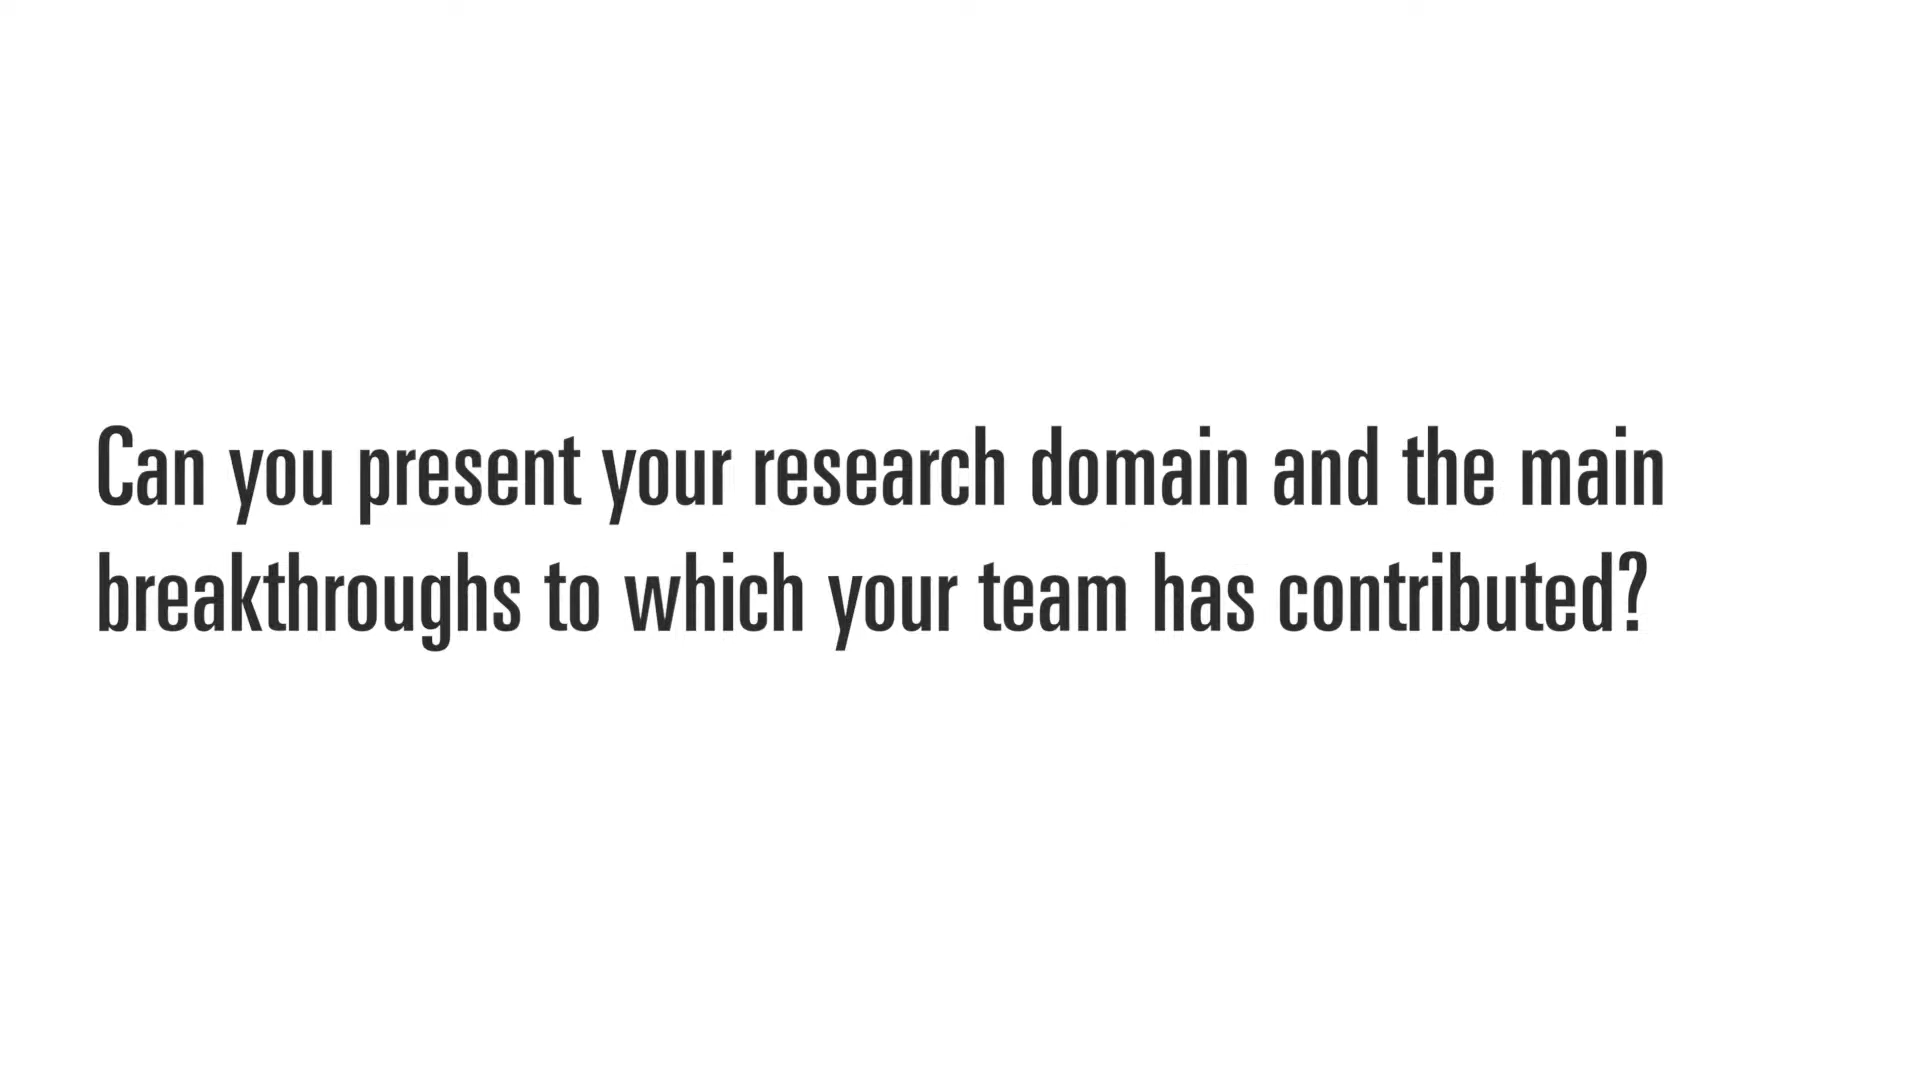 Can you present your research domain and the main
breakthroughs to which your team has contributed?